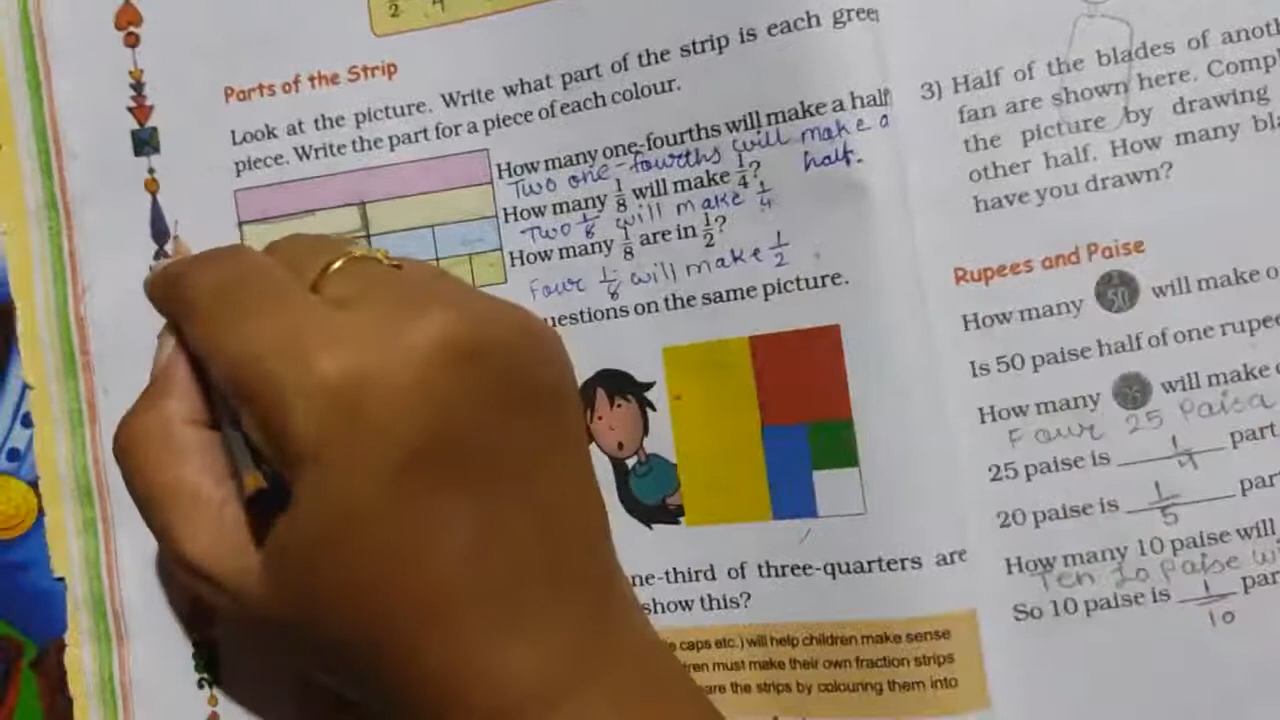 1/2 4
Parts of the Strip
Look at the picture. Write what part of the strip is each gree
piece. Write the part for a piece of each colour.
How many one-fourths will make a half
Two one-fourths will make a
half.
How many 1/8 will make 1/4?
Two 1/8 will make 1/4
How many 1/8 are in 1/2?
Four 1/8 will make 1/2
uestions on the same picture.
ne-third of three-quarters are
show this?
caps etc.) will help children make sense
ren must make their own fraction strips
are the strips by colouring them into
3) Half of the blades of anoth
fan are shown here. Compl
the picture by drawing
other half. How many bla
have you drawn?
Rupees and Paise
How many 50 will make o
Is 50 paise half of one rupee
How many 25 will make
Four 25 Paisa
25 paise is 1/4 part
20 paise is 1/5 par
How many 10 paise will
Ten 10 Paise wi
So 10 paise is 1/10 par